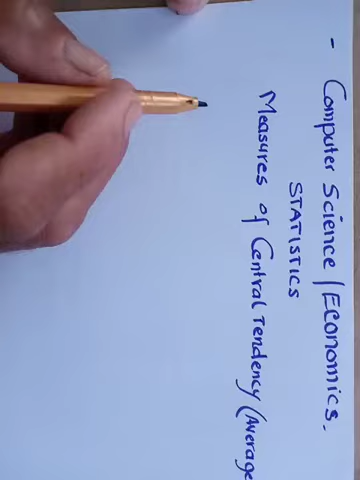 - Computer Science / Economics.
STATISTICS
Measures of Central Tendency (Average